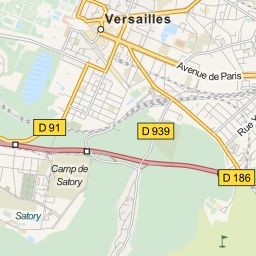 Versailles
Avenue de Paris
D 91
D 939
Rue Y
Camp de
Satory
D 186
Satory